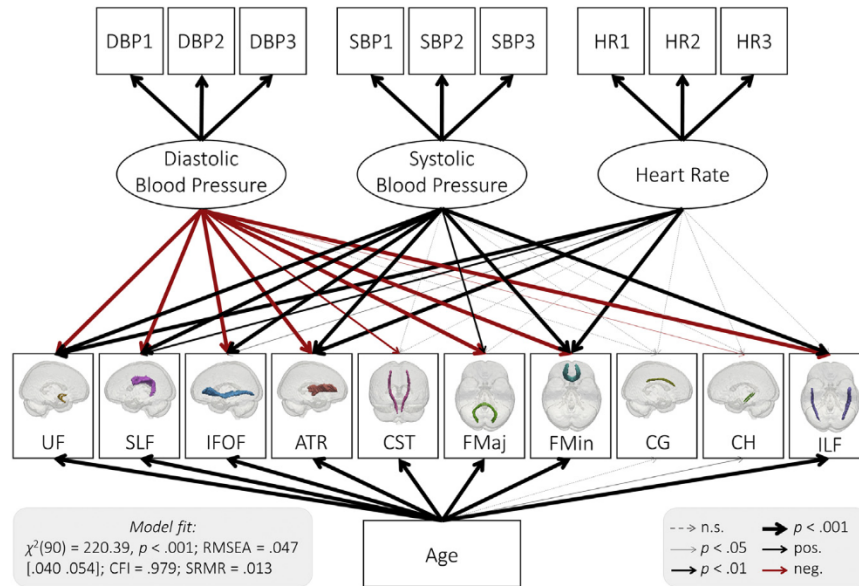 DBP1 DBP2 DBP3 SBP1 SBP2 SBP3 HR1 HR2 HR3
Diastolic
Blood Pressure
Systolic
Blood Pressure
Heart Rate
UF SLF IFOF ATR CST FMaj FMin CG CH ILF
Model fit:
χ²(90) = 220.39, p < .001; RMSEA = .047
[.040 .054]; CFI = .979; SRMR = .013
Age
n.s. p < .001
p < .05 pos.
p < .01 neg.